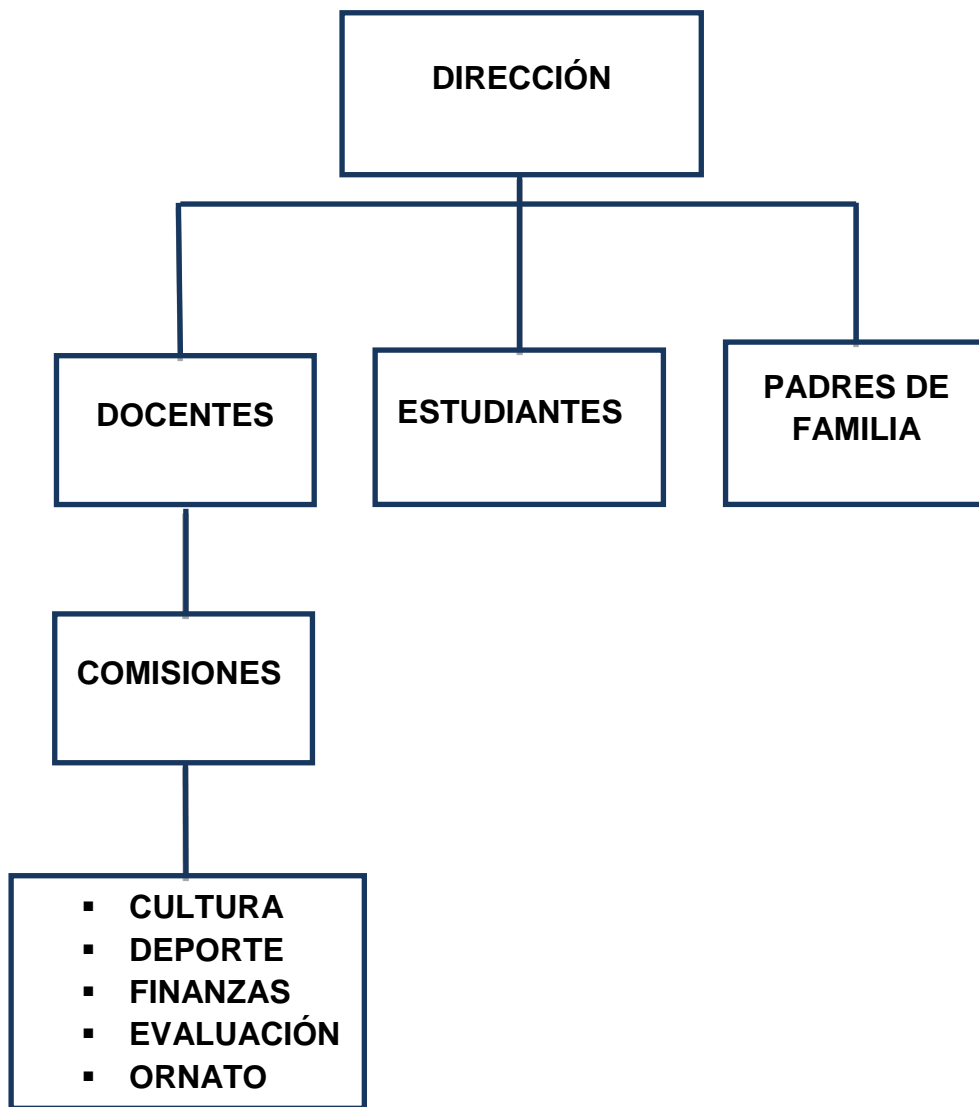 DIRECCIÓN
DOCENTES
ESTUDIANTES
PADRES DE
FAMILIA
COMISIONES
▪ CULTURA
▪ DEPORTE
▪ FINANZAS
▪ EVALUACIÓN
▪ ORNATO